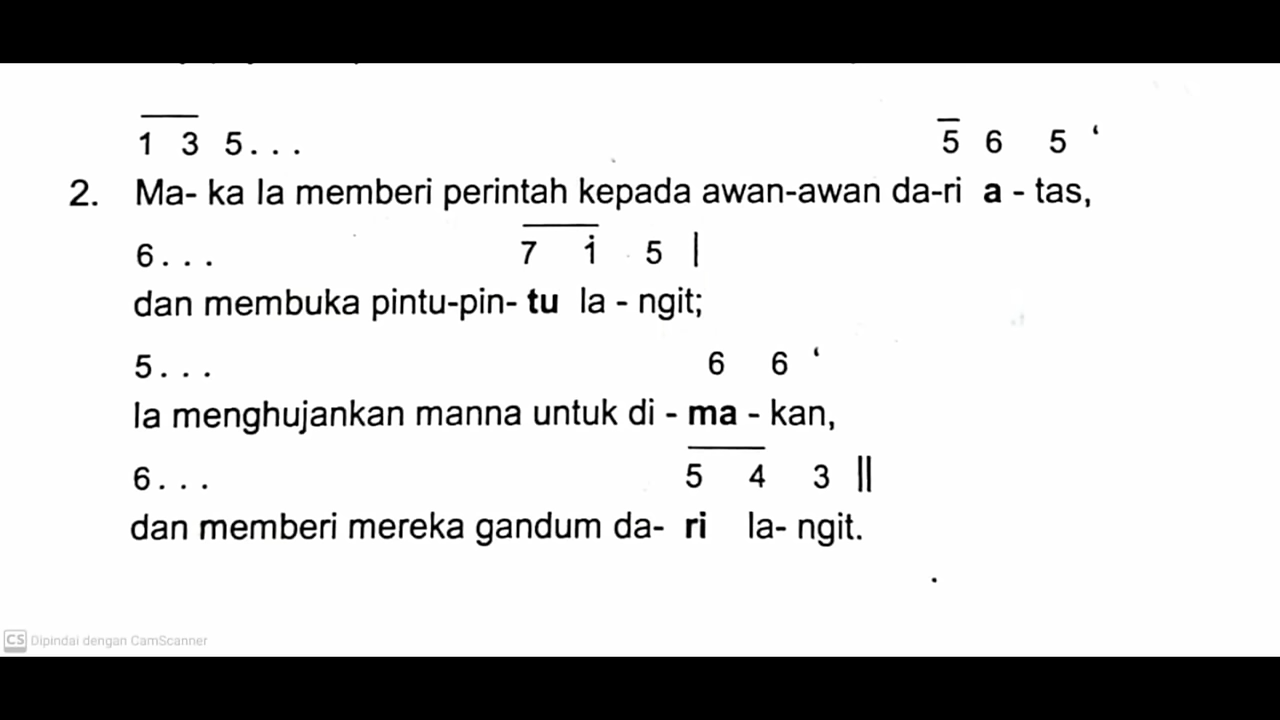 1 3 5... 5 6 5 ‘
2. Ma- ka Ia memberi perintah kepada awan-awan da-ri a - tas,
6... 7 i 5 |
dan membuka pintu-pin- tu la - ngit;
5... 6 6 ‘
Ia menghujankan manna untuk di - ma - kan,
6... 5 4 3 ||
dan memberi mereka gandum da- ri la- ngit.
CS Dipindai dengan CamScanner